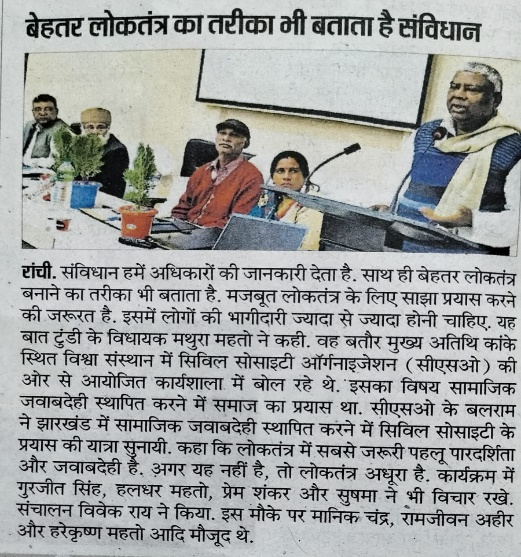 बेहतर लोकतंत्र का तरीका भी बताता है संविधान
रांची. संविधान हमें अधिकारों की जानकारी देता है. साथ ही बेहतर लोकतंत्र
बनाने का तरीका भी बताता है. मजबूत लोकतंत्र के लिए साझा प्रयास करने
की जरूरत है. इसमें लोगों की भागीदारी ज्यादा से ज्यादा होनी चाहिए. यह
बात टुंडी के विधायक मथुरा महतो ने कही. वह बतौर मुख्य अतिथि कांके
स्थित विश्वा संस्थान में सिविल सोसाइटी ऑर्गनाइजेशन (सीएसओ) की
ओर से आयोजित कार्यशाला में बोल रहे थे. इसका विषय सामाजिक
जवाबदेही स्थापित करने में समाज का प्रयास था. सीएसओ के बलराम
ने झारखंड में सामाजिक जवाबदेही स्थापित करने में सिविल सोसाइटी के
प्रयास की यात्रा सुनायी. कहा कि लोकतंत्र में सबसे जरूरी पहलू पारदर्शिता
और जवाबदेही है. अगर यह नहीं है, तो लोकतंत्र अधूरा है. कार्यक्रम में
गुरजीत सिंह, हलधर महतो, प्रेम शंकर और सुषमा ने भी विचार रखे.
संचालन विवेक राय ने किया. इस मौके पर मानिक चंद्र, रामजीवन अहीर
और हरेकृष्ण महतो आदि मौजूद थे.